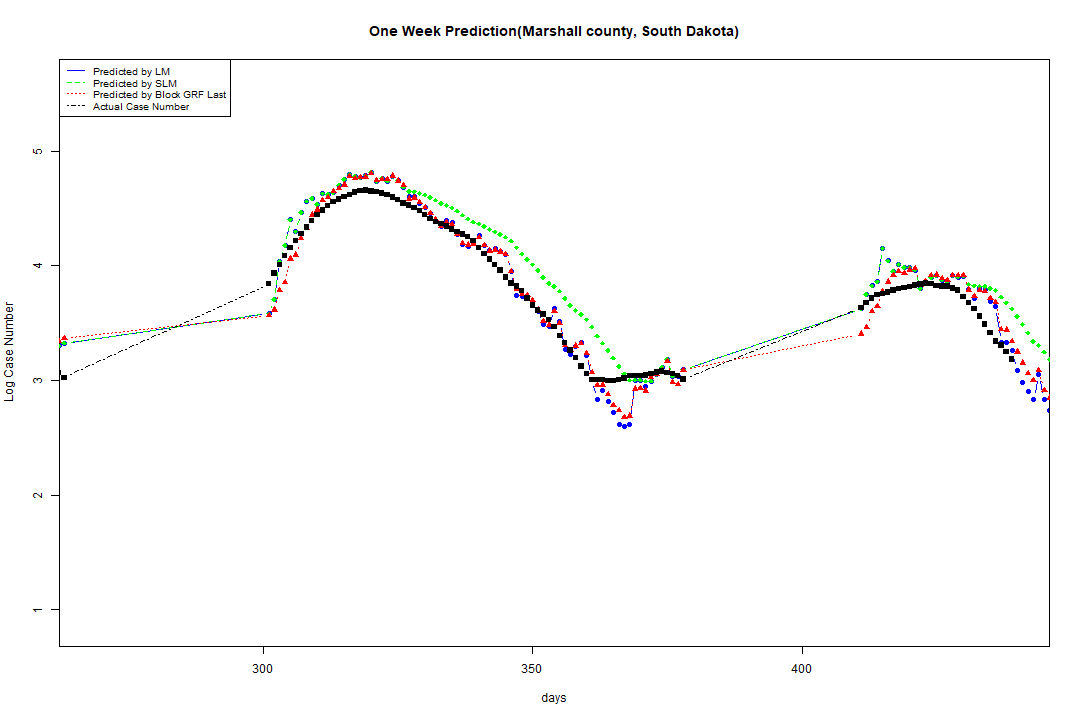 One Week Prediction(Marshall county, South Dakota)
Predicted by LM
Predicted by SLM
Predicted by Block GRF Last
Actual Case Number
5
4
3
2
1
Log Case Number
300
350
400
days